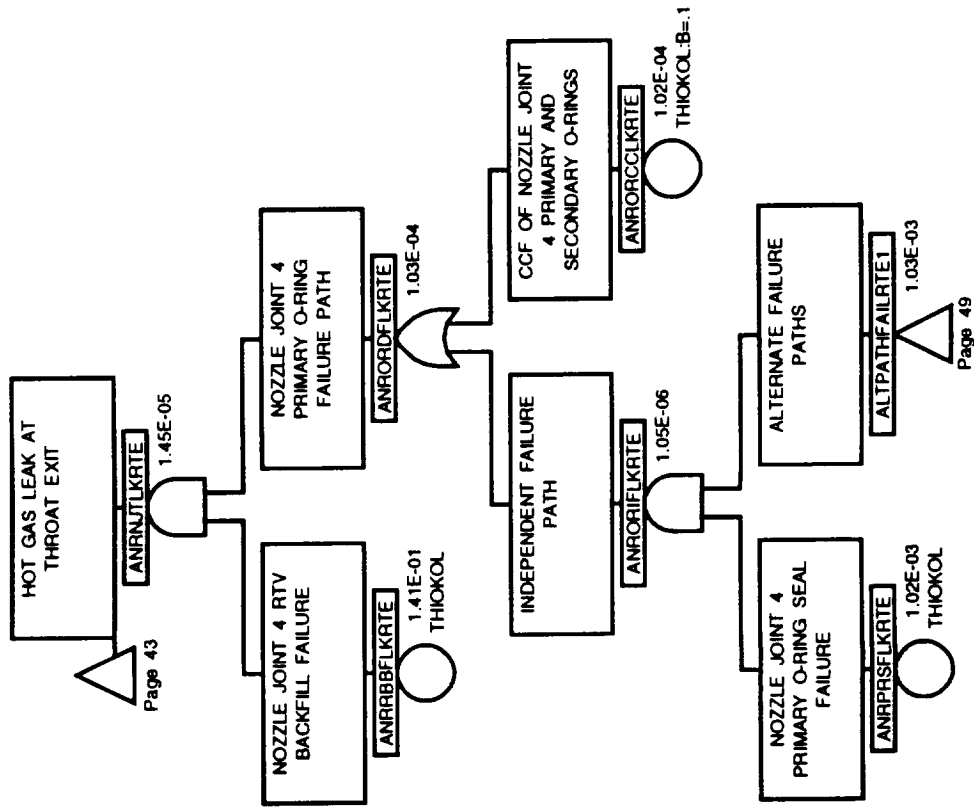 HOT GAS LEAK AT
THROAT EXIT
Page 43
ANRNJTLKRTE
1.45E-05
NOZZLE JOINT 4 RTV
BACKFILL FAILURE
ANRRBBFLKRTE
1.41E-01
THIOKOL
NOZZLE JOINT 4
PRIMARY O-RING
FAILURE PATH
ANRORDFLKRTE
1.03E-04
INDEPENDENT FAILURE
PATH
ANRORIFLKRTE
1.05E-06
CCF OF NOZZLE JOINT
4 PRIMARY AND
SECONDARY O-RINGS
ANRORCCLKRTE
1.02E-04
THIOKOL:B=.1
NOZZLE JOINT 4
PRIMARY O-RING SEAL
FAILURE
ANRPRSFLKRTE
1.02E-03
THIOKOL
ALTERNATE FAILURE
PATHS
ALTPATHFAILRTE1
1.03E-03
Page 49